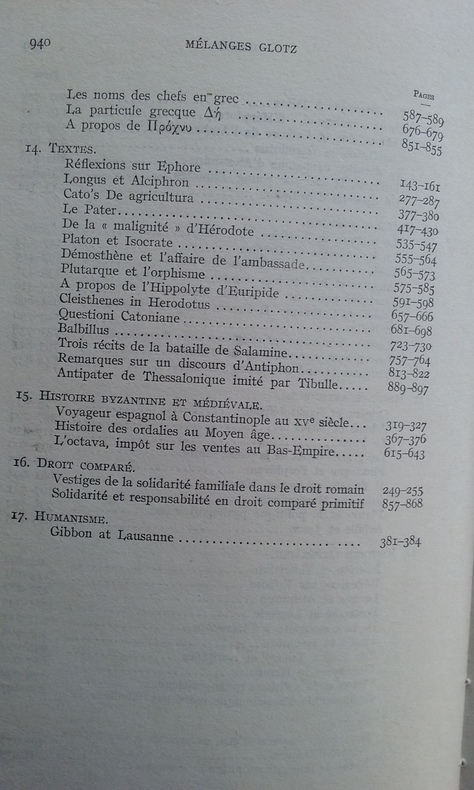 940 MÉLANGES GLOTZ
PAGES
Les noms des chefs en grec .................... 587-589
La particule grecque Δή .................... 676-679
A propos de Πρόχνυ .................... 851-855
14. TEXTES.
Réflexions sur Ephore .................... 143-161
Longus et Alciphron .................... 277-287
Cato's De agricultura .................... 377-380
Le Pater .................... 417-430
De la « malignité » d'Hérodote .................... 535-547
Platon et Isocrate .................... 555-564
Démosthène et l'affaire de l'ambassade .................... 565-573
Plutarque et l'orphisme .................... 575-585
A propos de l'Hippolyte d'Euripide .................... 591-598
Cleisthenes in Herodotus .................... 657-666
Questioni Catoniane .................... 681-698
Balbillus .................... 723-730
Trois récits de la bataille de Salamine .................... 757-764
Remarques sur un discours d'Antiphon .................... 813-822
Antipater de Thessalonique imité par Tibulle ..... 889-897
15. HISTOIRE BYZANTINE ET MÉDIÉVALE.
Voyageur espagnol à Constantinople au XVe siècle... 319-327
Histoire des ordalies au Moyen âge .................... 367-376
L'octava, impôt sur les ventes au Bas-Empire ..... 615-643
16. DROIT COMPARÉ.
Vestiges de la solidarité familiale dans le droit romain 249-255
Solidarité et responsabilité en droit comparé primitif 857-868
17. HUMANISME.
Gibbon at Lausanne .................... 381-384